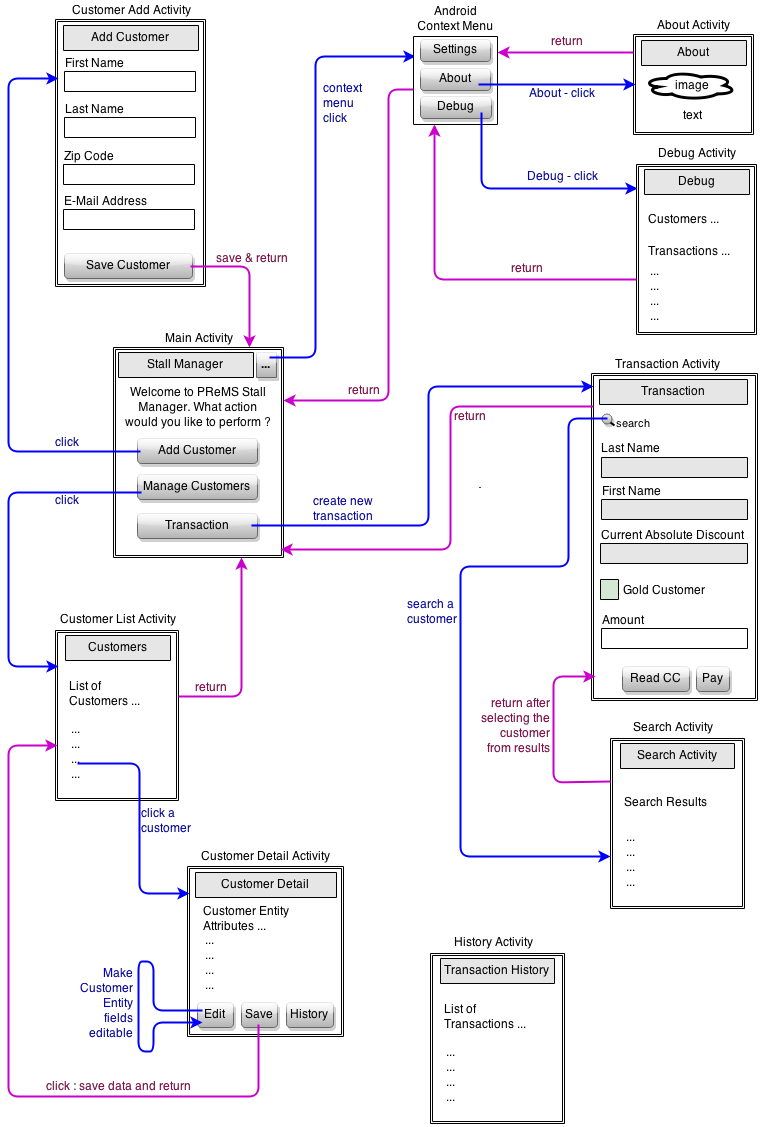 Customer Add Activity
Add Customer
First Name
Last Name
Zip Code
E-Mail Address
Save Customer
save & return
click
context
menu
click
Android
Context Menu
Settings
About
Debug
return
About - click
Debug - click
return
return
About Activity
About
image
text
Debug Activity
Debug
Customers ...
Transactions ...
...
...
...
...
Main Activity
Stall Manager
...
Welcome to PReMS Stall
Manager. What action
would you like to perform ?
Add Customer
Manage Customers
Transaction
click
create new
transaction
return
.
Transaction Activity
Transaction
search
Last Name
First Name
Current Absolute Discount
Gold Customer
Amount
Read CC
Pay
search a
customer
return after
selecting the
customer
from results
Customer List Activity
Customers
List of
Customers ...
...
...
...
...
return
click a
customer
Search Activity
Search Activity
Search Results
...
...
...
...
Customer Detail Activity
Customer Detail
Customer Entity
Attributes ...
...
...
...
...
Edit
Save
History
Make
Customer
Entity
fields
editable
click : save data and return
History Activity
Transaction History
List of
Transactions ...
...
...
...
...